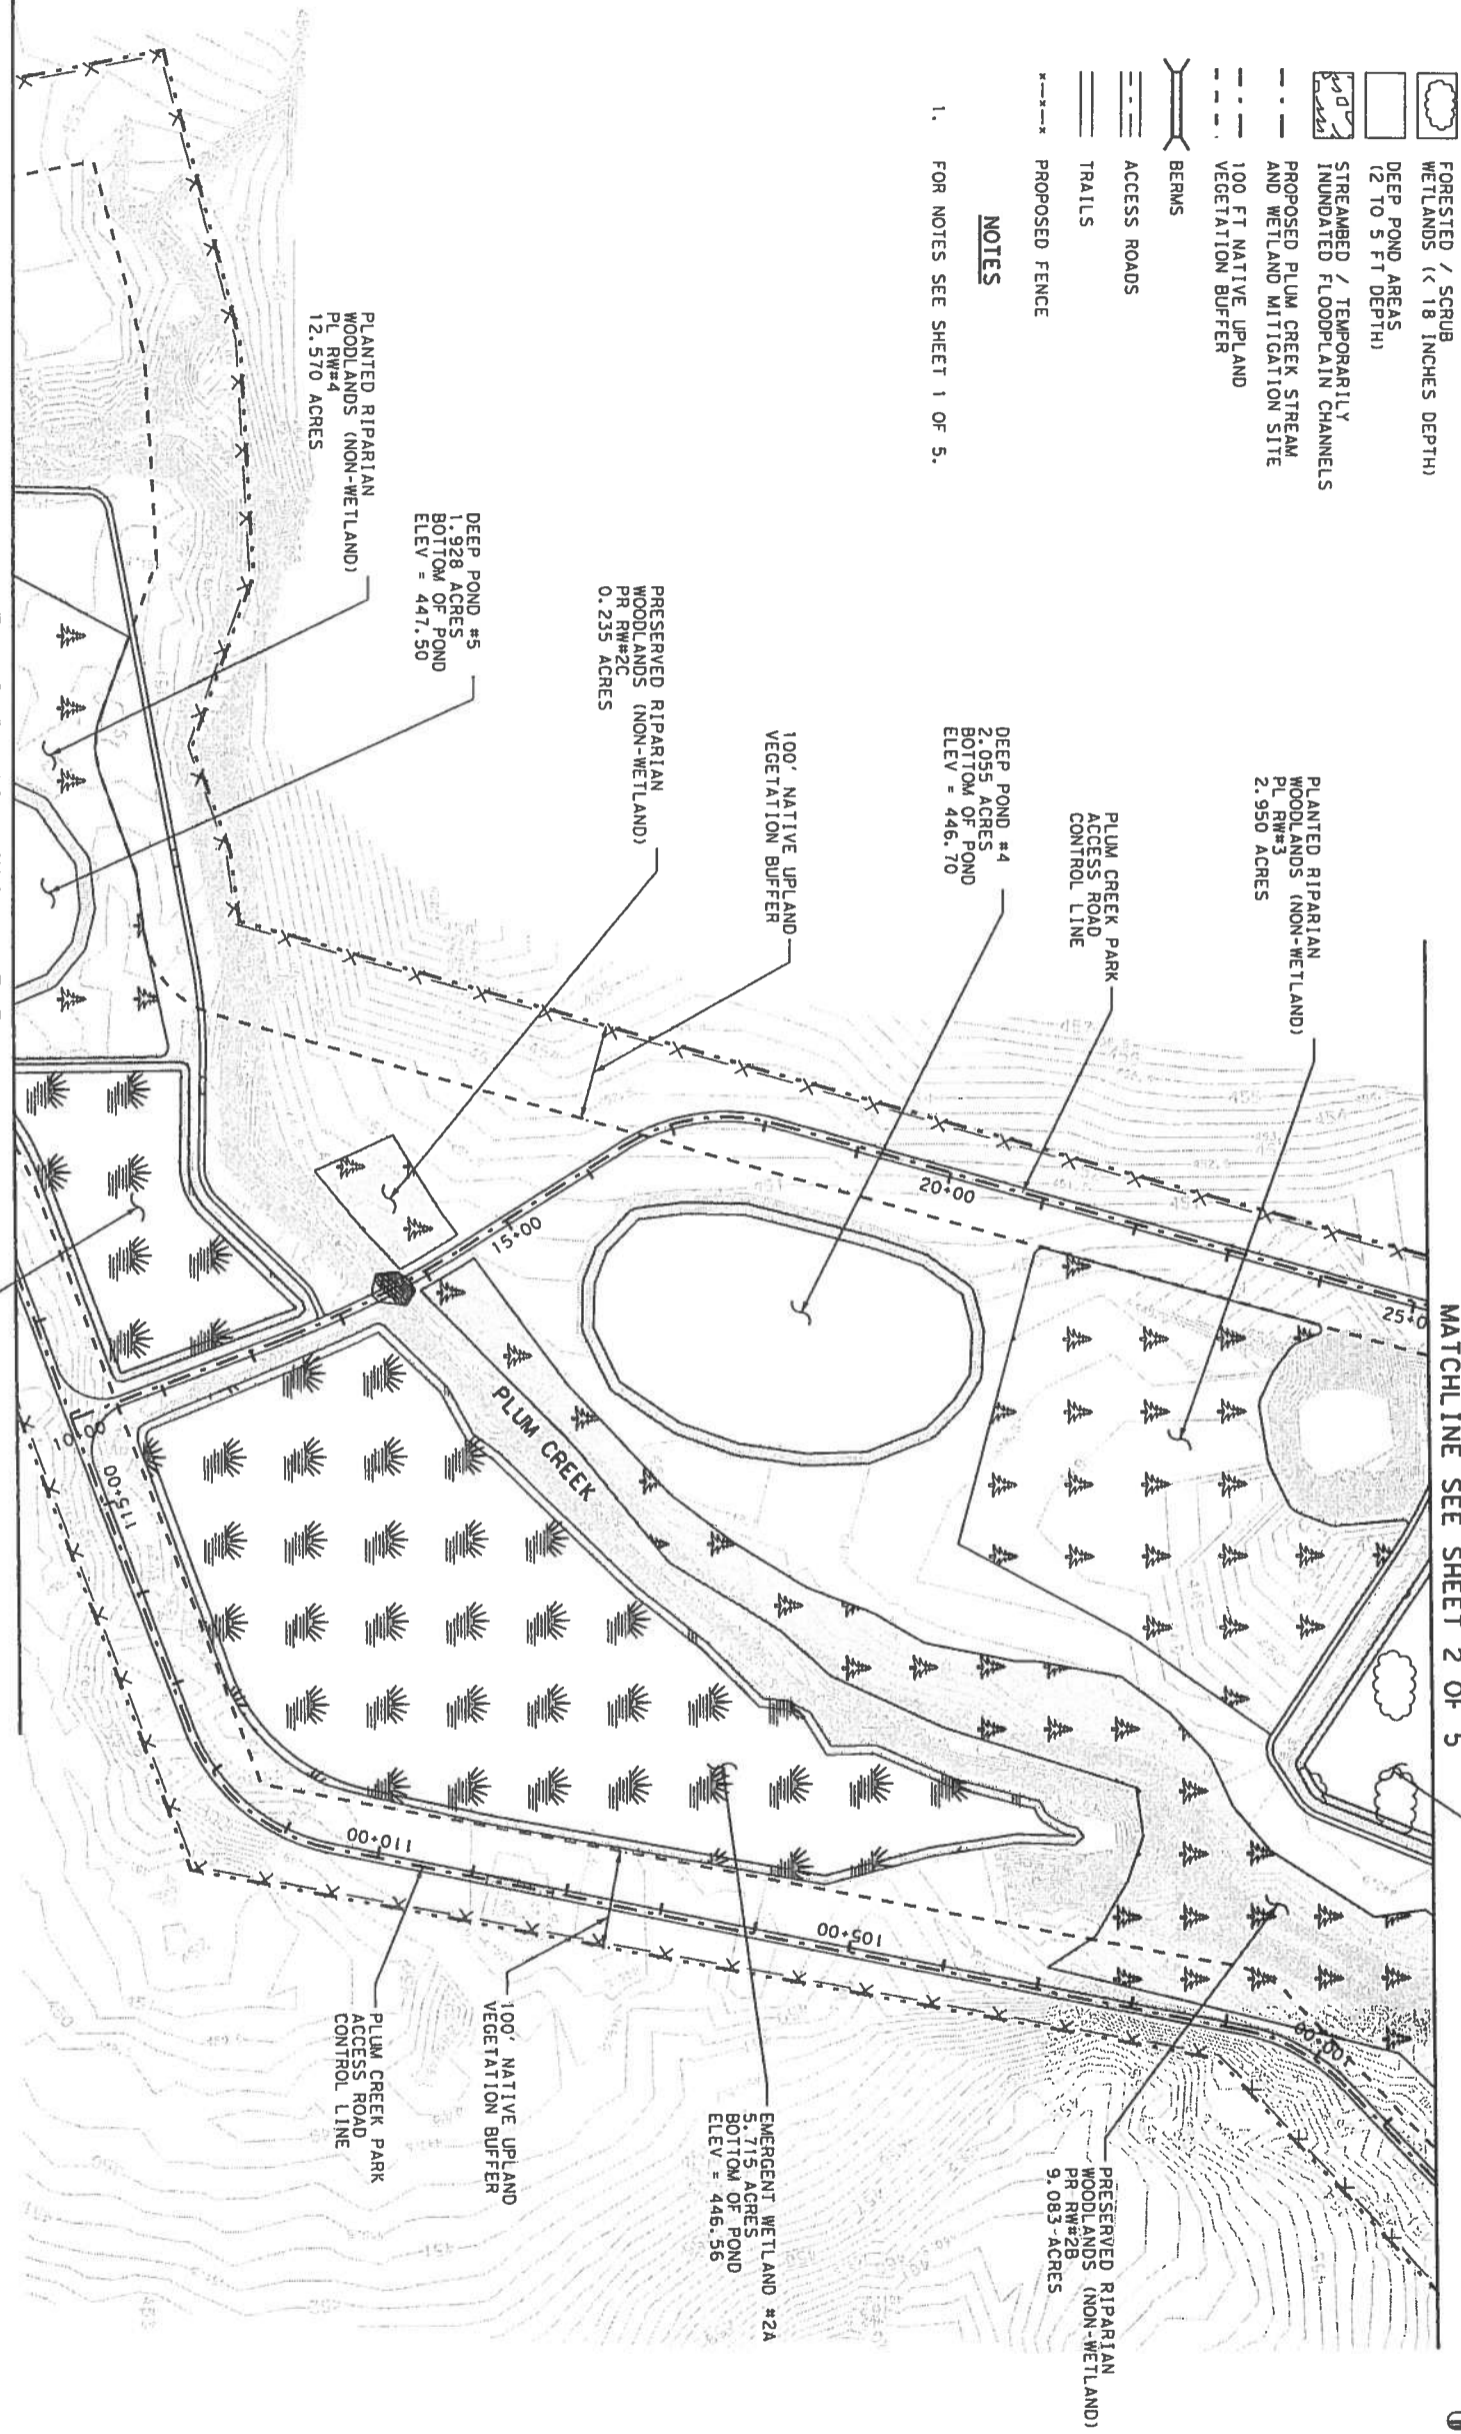 FORESTED / SCRUB
WETLANDS (< 18 INCHES DEPTH)
DEEP POND AREAS
(2 TO 5 FT DEPTH)
STREAMBED / TEMPORARILY
INUNDATED FLOODPLAIN CHANNELS
PROPOSED PLUM CREEK STREAM
AND WETLAND MITIGATION SITE
100 FT NATIVE UPLAND
VEGETATION BUFFER
BERMS
ACCESS ROADS
TRAILS
PROPOSED FENCE
NOTES
1. FOR NOTES SEE SHEET 1 OF 5.
MATCHLINE SEE SHEET 2 OF 5
PLANTED RIPARIAN
WOODLANDS (NON-WETLAND)
PL RW#3
2.950 ACRES
PLUM CREEK PARK
ACCESS ROAD
CONTROL LINE
DEEP POND #4
2.055 ACRES
BOTTOM OF POND
ELEV = 446.70
100' NATIVE UPLAND
VEGETATION BUFFER
PRESERVED RIPARIAN
WOODLANDS (NON-WETLAND)
PR RW#2C
0.235 ACRES
DEEP POND #5
1.928 ACRES
BOTTOM OF POND
ELEV = 447.50
PLANTED RIPARIAN
WOODLANDS (NON-WETLAND)
PL RW#4
12.570 ACRES
25+0
20+00
15+00
10+00
PLUM CREEK
115+00
110+00
105+00
100+00
PRESERVED RIPARIAN
WOODLANDS (NON-WETLAND)
PR RW#2B
9.083 ACRES
EMERGENT WETLAND #2A
5.715 ACRES
BOTTOM OF POND
ELEV = 446.56
100' NATIVE UPLAND
VEGETATION BUFFER
PLUM CREEK PARK
ACCESS ROAD
CONTROL LINE